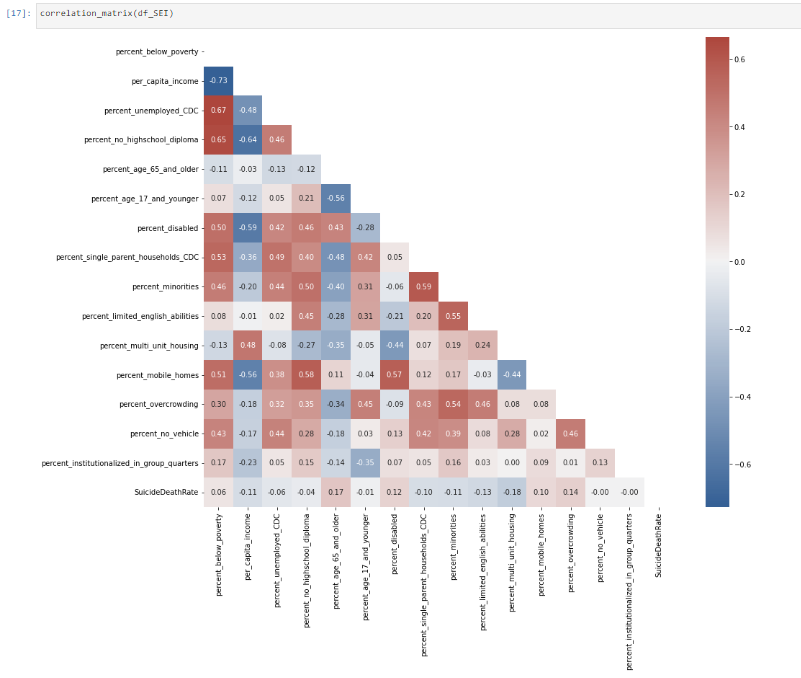 [17]: correlation_matrix(df_SEI)
percent_below_poverty
per_capita_income -0.73
percent_unemployed_CDC 0.67 -0.48
percent_no_highschool_diploma 0.65 -0.64 0.46
percent_age_65_and_older -0.11 -0.03 -0.13 -0.12
percent_age_17_and_younger 0.07 -0.12 0.05 0.21 -0.56
percent_disabled 0.50 -0.59 0.42 0.46 0.43 -0.28
percent_single_parent_households_CDC 0.53 -0.36 0.49 0.40 -0.48 0.42 0.05
percent_minorities 0.46 -0.20 0.44 0.50 -0.40 0.31 -0.06 0.59
percent_limited_english_abilities 0.08 -0.01 0.02 0.45 -0.28 0.31 -0.21 0.20 0.55
percent_multi_unit_housing -0.13 0.48 -0.08 -0.27 -0.35 -0.05 -0.44 0.07 0.19 0.24
percent_mobile_homes 0.51 -0.56 0.38 0.58 0.11 -0.04 0.57 0.12 0.17 -0.03 -0.44
percent_overcrowding 0.30 -0.18 0.32 0.35 -0.34 0.45 -0.09 0.43 0.54 0.46 0.08 0.08
percent_no_vehicle 0.43 -0.17 0.44 0.28 -0.18 0.03 0.13 0.42 0.39 0.08 0.28 0.02 0.46
percent_institutionalized_in_group_quarters 0.17 -0.23 0.05 0.15 -0.14 -0.35 0.07 0.05 0.16 0.03 0.00 0.09 0.01 0.13
SuicideDeathRate 0.06 -0.11 -0.06 -0.04 0.17 -0.01 0.12 -0.10 -0.11 -0.13 -0.18 0.10 0.14 -0.00 -0.00
percent_below_poverty
per_capita_income
percent_unemployed_CDC
percent_no_highschool_diploma
percent_age_65_and_older
percent_age_17_and_younger
percent_disabled
percent_single_parent_households_CDC
percent_minorities
percent_limited_english_abilities
percent_multi_unit_housing
percent_mobile_homes
percent_overcrowding
percent_no_vehicle
percent_institutionalized_in_group_quarters
SuicideDeathRate
0.6
0.4
0.2
0.0
−0.2
−0.4
−0.6